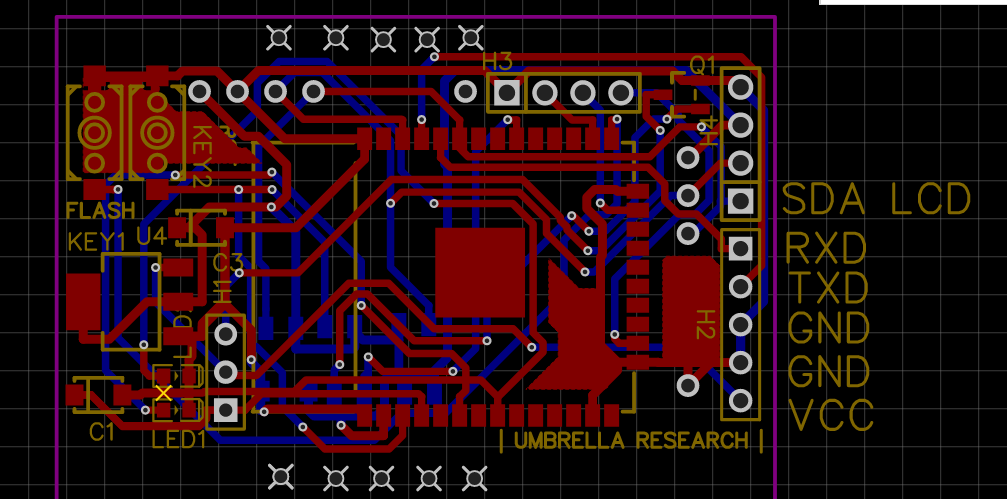 H3
Q1
KEY2
H4
SDA LCD
FLASH
KEY1
U4
RXD
C3
TXD
H1
H2
GND
GND
VCC
C1
LED1
| UMBRELLA RESEARCH |